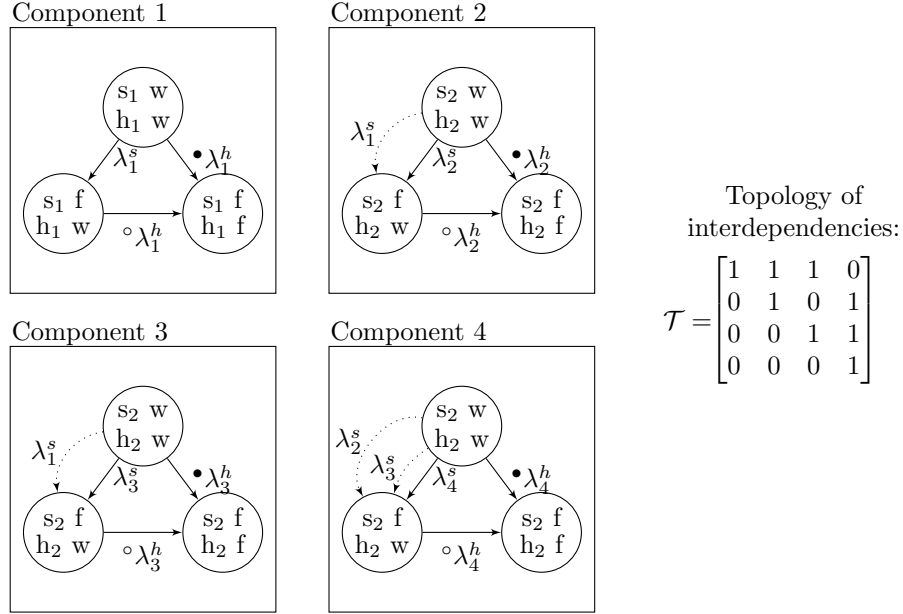 Component 1
s₁ w
h₁ w
λ₁ˢ
•λ₁ʰ
s₁ f
h₁ w
°λ₁ʰ
s₁ f
h₁ f
Component 2
s₂ w
h₂ w
λ₁ˢ
λ₂ˢ
•λ₂ʰ
s₂ f
h₂ w
°λ₂ʰ
s₂ f
h₂ f
Component 3
s₂ w
h₂ w
λ₁ˢ
λ₃ˢ
•λ₃ʰ
s₂ f
h₂ w
°λ₃ʰ
s₂ f
h₂ f
Component 4
s₂ w
h₂ w
λ₂ˢ
λ₃ˢ
λ₄ˢ
•λ₄ʰ
s₂ f
h₂ w
°λ₄ʰ
s₂ f
h₂ f
Topology of
interdependencies:
𝒯 =
1 1 1 0
0 1 0 1
0 0 1 1
0 0 0 1